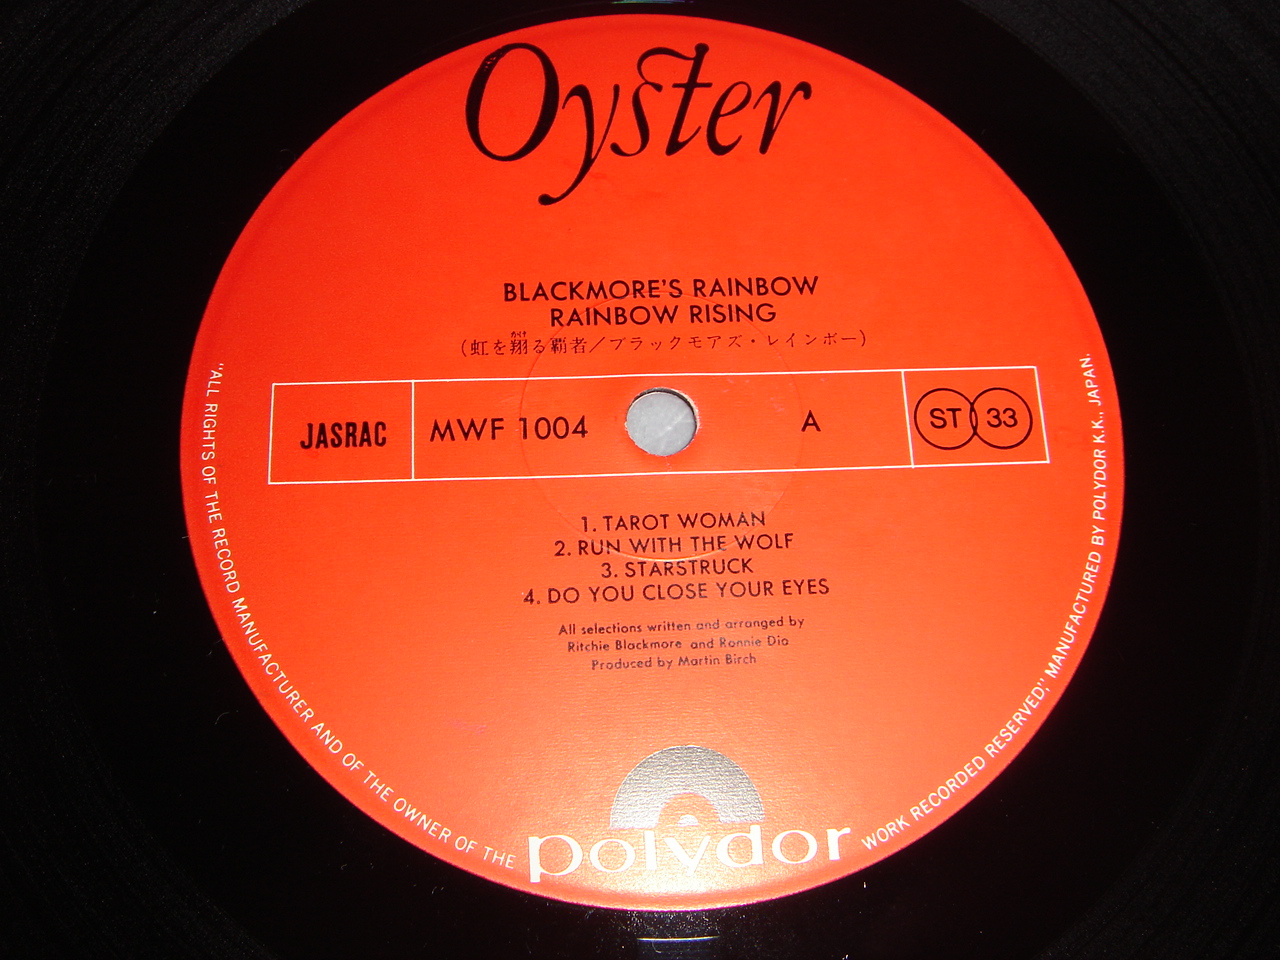 Oyster
BLACKMORE'S RAINBOW
RAINBOW RISING
かけ
(虹を翔る覇者/ブラックモアズ・レインボー)
JASRAC
MWF 1004
A
ST 33
1. TAROT WOMAN
2. RUN WITH THE WOLF
3. STARSTRUCK
4. DO YOU CLOSE YOUR EYES
All selections written and arranged by
Ritchie Blackmore and Ronnie Dio
Produced by Martin Birch
polydor
"ALL RIGHTS OF THE RECORD MANUFACTURER AND OF THE OWNER OF THE WORK RECORDED RESERVED," MANUFACTURED BY POLYDOR K.K., JAPAN.